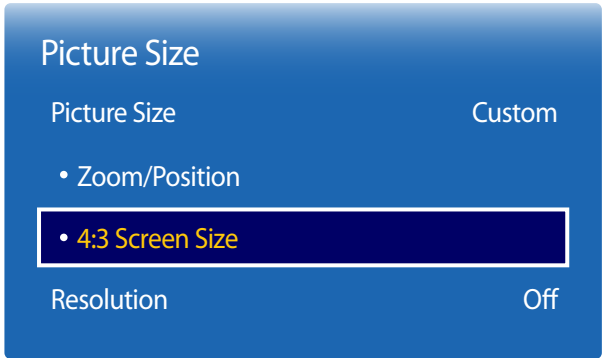 Picture Size
Picture Size Custom
• Zoom/Position
• 4:3 Screen Size
Resolution Off